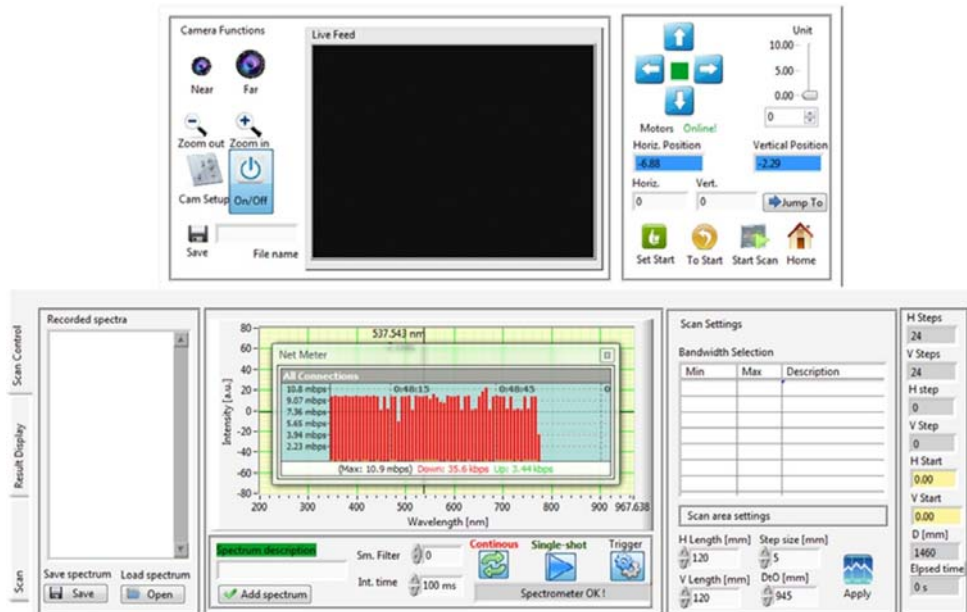 Camera Functions
Near Far
Zoom out Zoom in
Cam Setup On/Off
Save File name
Live Feed
Unit
10.00
5.00
0.00
0
Motors Online!
Horiz. Position Vertical Position
-6.88 -2.29
Horiz. Vert.
0 0 Jump To
Set Start To Start Start Scan Home
Scan Control
Result Display
Scan
Recorded spectra
Save spectrum Load spectrum
Save Open
537.543 nm
Intensity [a.u.]
80
60
40
20
0
-20
-40
-60
-80
200 300 400 500 600 700 800 900 967.638
Wavelength [nm]
Net Meter
All Connections
10.8 mbps 0:48:15 0:48:45 0
9.07 mbps
7.36 mbps
5.65 mbps
3.94 mbps
2.23 mbps
(Max: 10.9 mbps) Down: 35.6 kbps Up: 3.44 kbps
Spectrum description
Add spectrum
Sm. Filter 0
Int. time 100 ms
Continous Single-shot Trigger
Spectrometer OK !
Scan Settings
Bandwidth Selection
Min Max Description
Scan area settings
H Length [mm] Step size [mm]
120 5
V Length [mm] DtO [mm]
120 945
Apply
H Steps
24
V Steps
24
H step
0
V Step
0
H Start
0.00
V Start
0.00
D [mm]
1460
Elpsed time
0 s